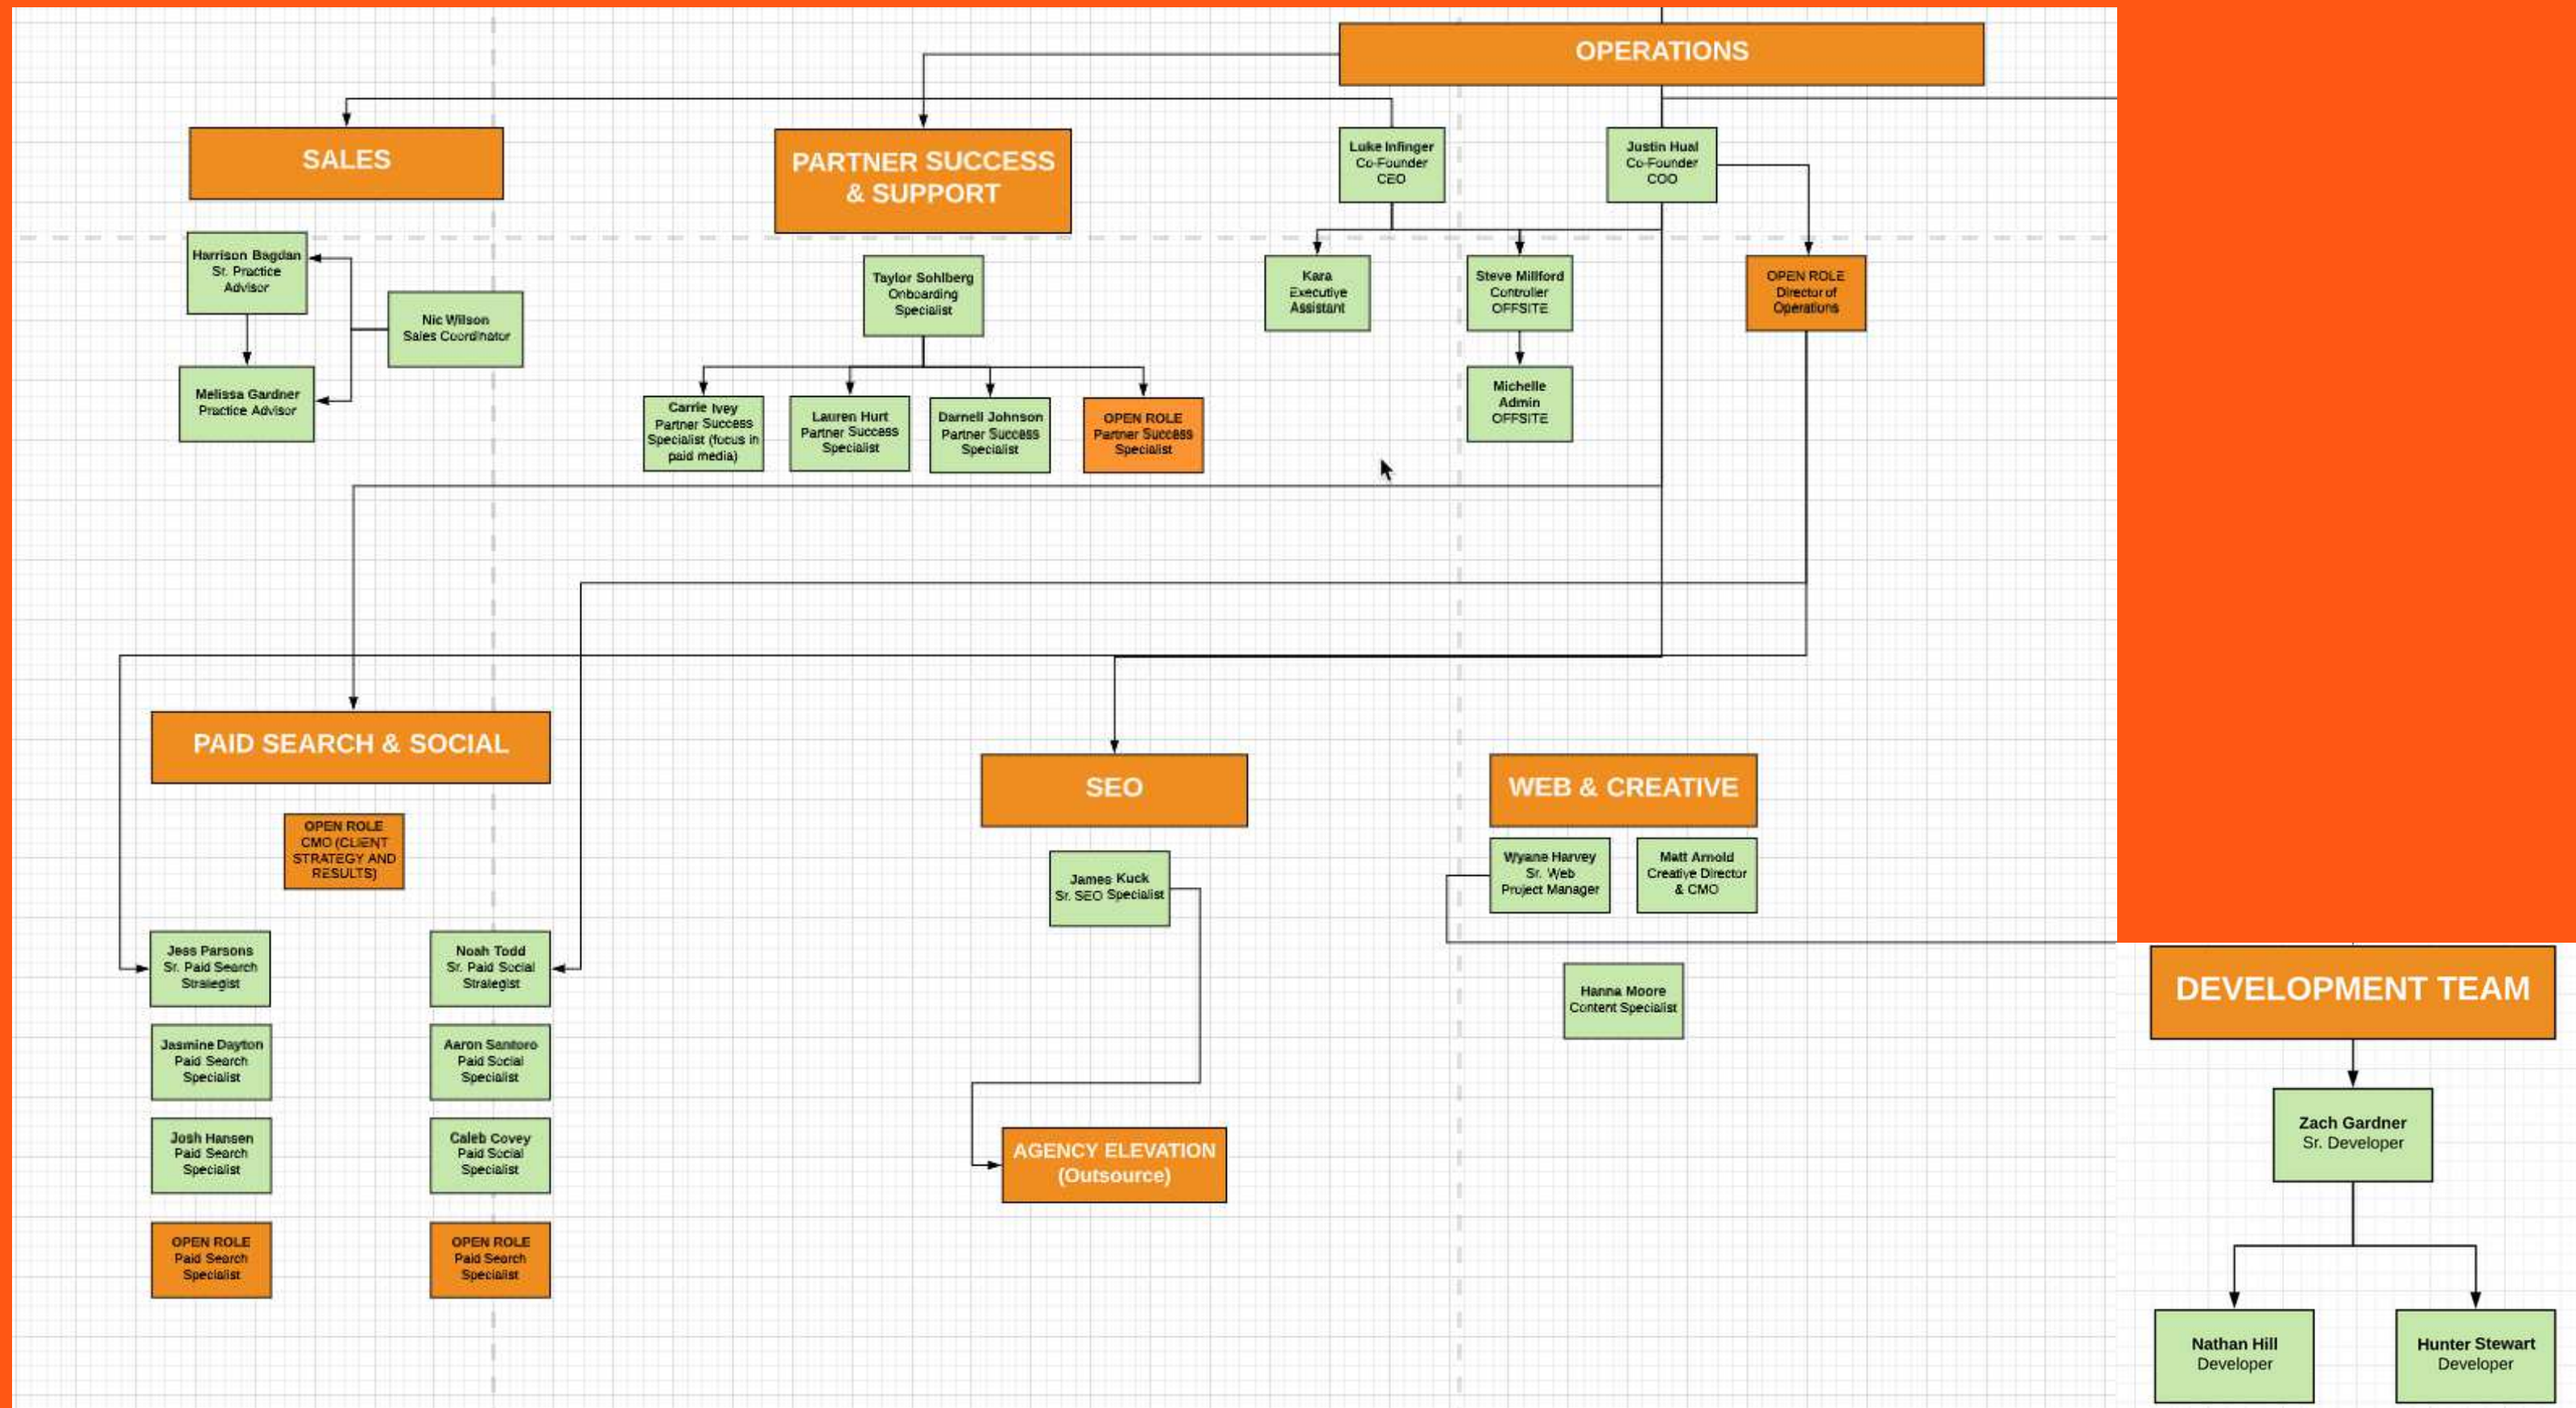 OPERATIONS
SALES
PARTNER SUCCESS
& SUPPORT
Luke Infinger
Co-Founder
CEO
Justin Hual
Co-Founder
COO
Harrison Bagdan
Sr. Practice
Advisor
Nic Wilson
Sales Coordinator
Melissa Gardner
Practice Advisor
Taylor Sohlberg
Onboarding
Specialist
Carrie Ivey
Partner Success
Specialist (focus in
paid media)
Lauren Hurt
Partner Success
Specialist
Darnell Johnson
Partner Success
Specialist
OPEN ROLE
Partner Success
Specialist
Kara
Executive
Assistant
Steve Millford
Controller
OFFSITE
Michelle
Admin
OFFSITE
OPEN ROLE
Director of
Operations
PAID SEARCH & SOCIAL
OPEN ROLE
CMO (CLIENT
STRATEGY AND
RESULTS)
Jess Parsons
Sr. Paid Search
Strategist
Jasmine Dayton
Paid Search
Specialist
Josh Hansen
Paid Search
Specialist
OPEN ROLE
Paid Search
Specialist
Noah Todd
Sr. Paid Social
Strategist
Aaron Santoro
Paid Social
Specialist
Caleb Covey
Paid Social
Specialist
OPEN ROLE
Paid Search
Specialist
SEO
James Kuck
Sr. SEO Specialist
AGENCY ELEVATION
(Outsource)
WEB & CREATIVE
Wyane Harvey
Sr. Web
Project Manager
Matt Arnold
Creative Director
& CMO
Hanna Moore
Content Specialist
DEVELOPMENT TEAM
Zach Gardner
Sr. Developer
Nathan Hill
Developer
Hunter Stewart
Developer